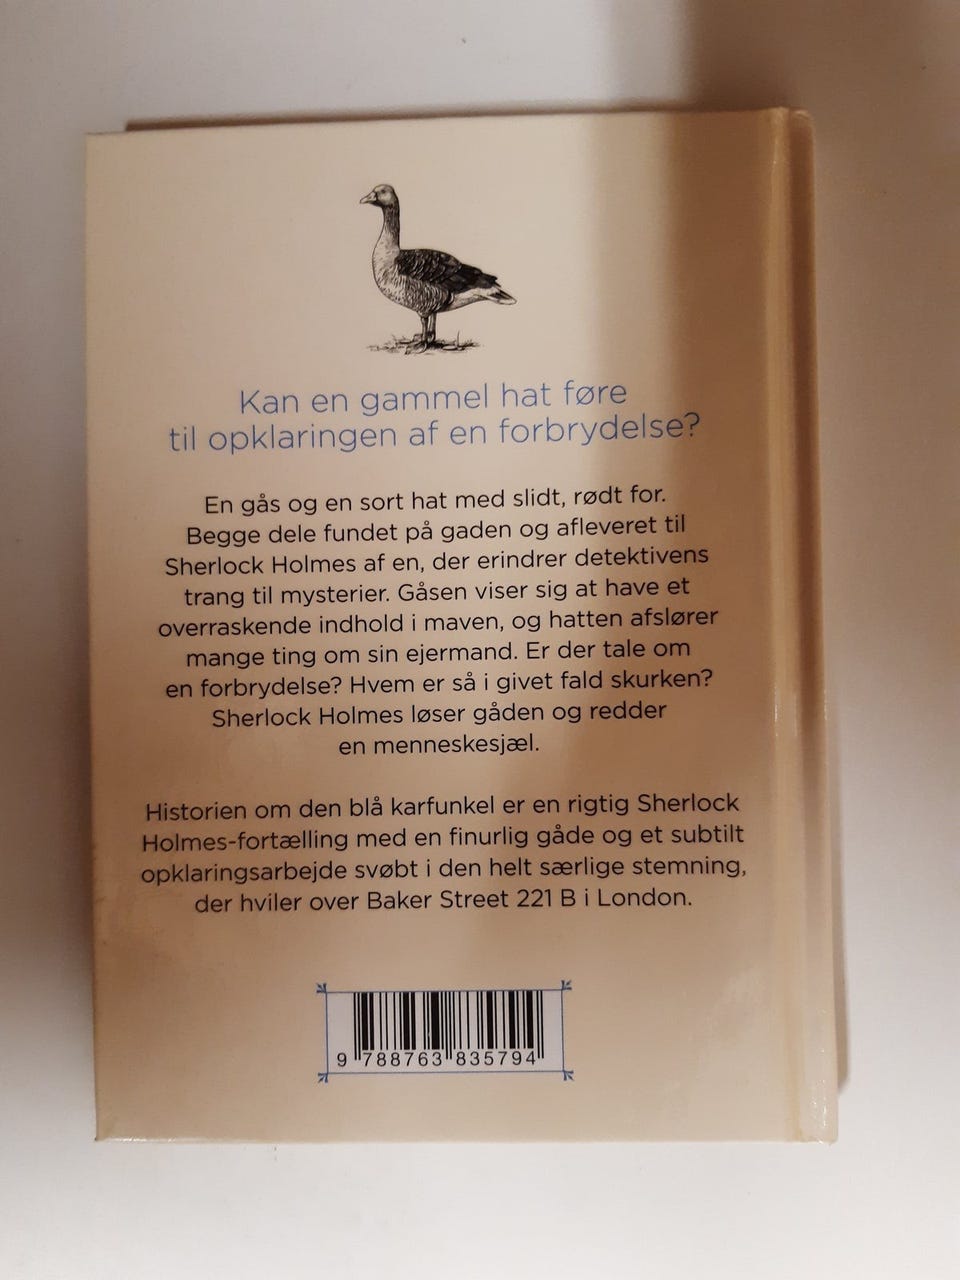 Kan en gammel hat føre
til opklaringen af en forbrydelse?
En gås og en sort hat med slidt, rødt for.
Begge dele fundet på gaden og afleveret til
Sherlock Holmes af en, der erindrer detektivens
trang til mysterier. Gåsen viser sig at have et
overraskende indhold i maven, og hatten afslører
mange ting om sin ejermand. Er der tale om
en forbrydelse? Hvem er så i givet fald skurken?
Sherlock Holmes løser gåden og redder
en menneskesjæl.
Historien om den blå karfunkel er en rigtig Sherlock
Holmes-fortælling med en finurlig gåde og et subtilt
opklaringsarbejde svøbt i den helt særlige stemning,
der hviler over Baker Street 221 B i London.
9 788763 835794